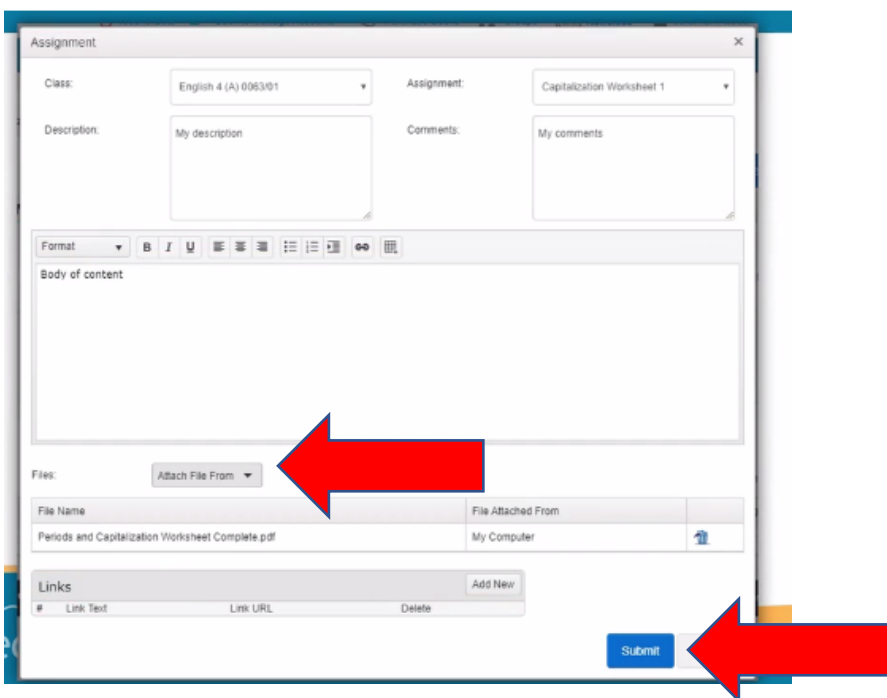 Assignment
Class: English 4 (A) 0063/01 Assignment: Capitalization Worksheet 1
Description: My description Comments: My comments
Format B I U
Body of content
Files: Attach File From
File Name File Attached From
Periods and Capitalization Worksheet Complete.pdf My Computer
Links Add New
# Link Text Link URL Delete
Submit